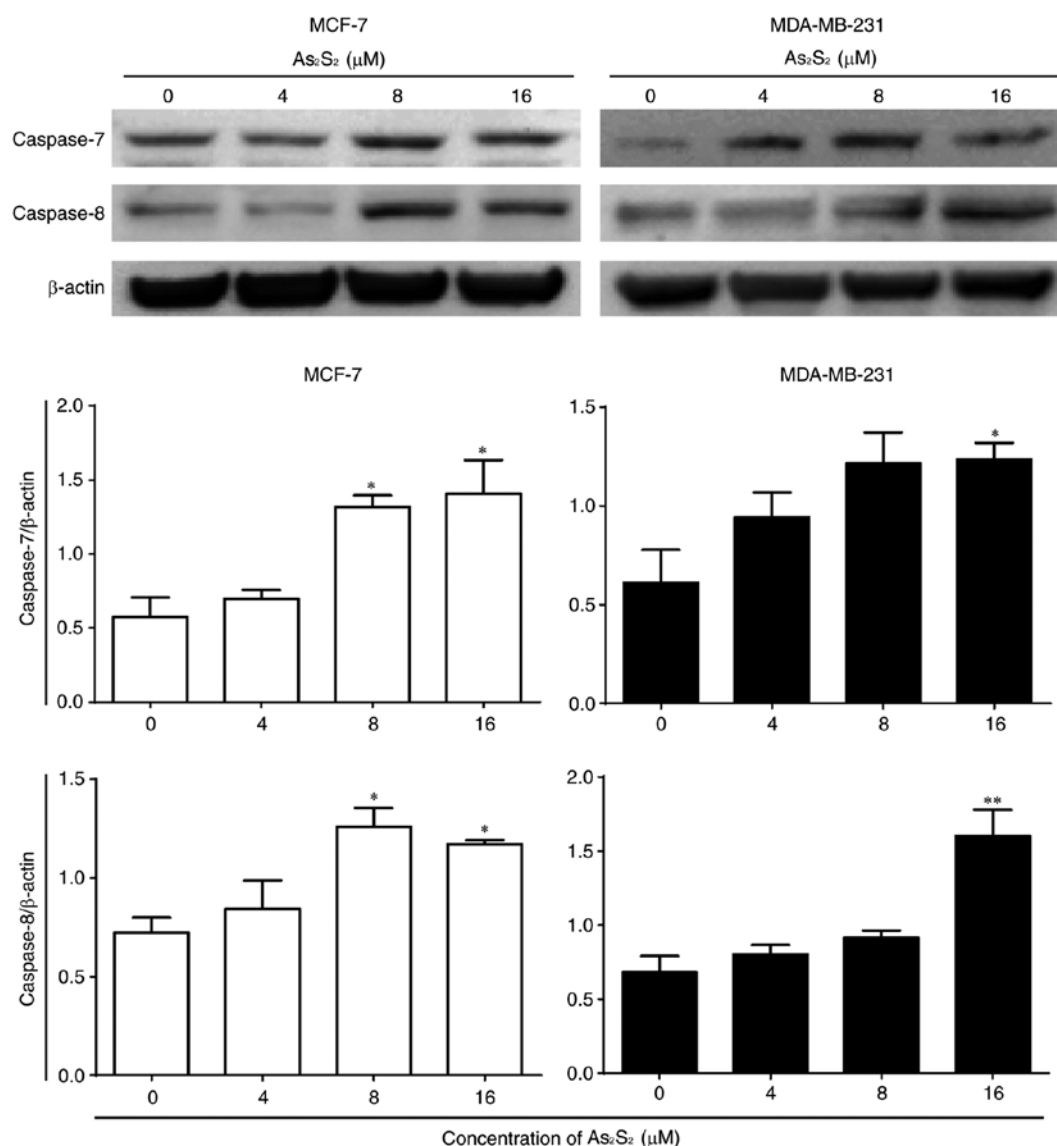 MCF-7 MDA-MB-231
As₂S₂ (μM) As₂S₂ (μM)
0 4 8 16 0 4 8 16
Caspase-7
Caspase-8
β-actin
MCF-7 MDA-MB-231
Caspase-7/β-actin
2.0
1.5
1.0
0.5
0.0
* *
0 4 8 16
1.5
1.0
0.5
0.0
*
0 4 8 16
Caspase-8/β-actin
1.5
1.0
0.5
0.0
* *
0 4 8 16
2.0
1.5
1.0
0.5
0.0
**
0 4 8 16
Concentration of As₂S₂ (μM)